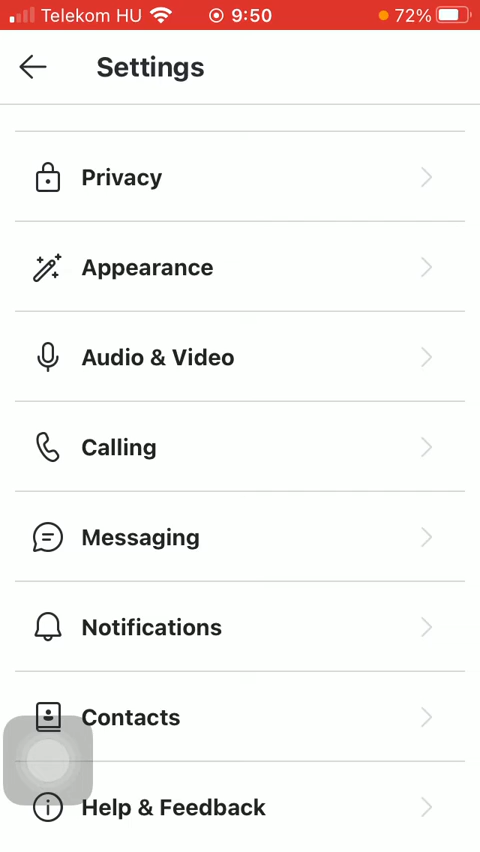 Telekom HU 9:50 72%
Settings
Privacy
Appearance
Audio & Video
Calling
Messaging
Notifications
Contacts
Help & Feedback